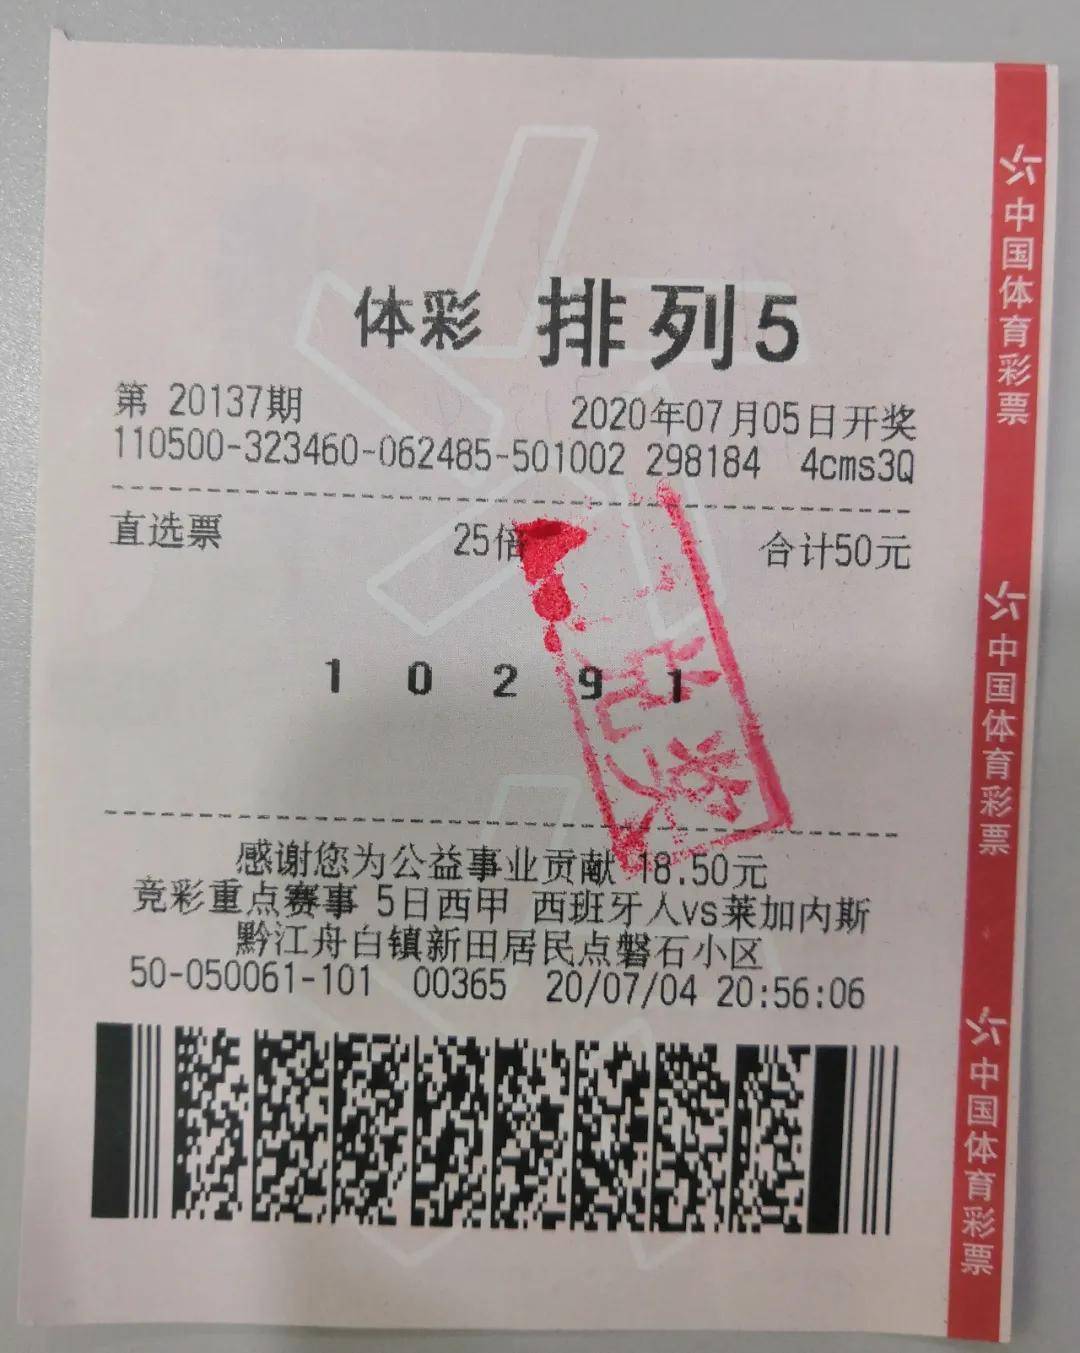 体彩 排列5
第 20137期 2020年07月05日开奖
110500-323460-062485-501002 298184 4cms3Q
直选票 25倍 合计50元
1 0 2 9 1
已兑奖
感谢您为公益事业贡献 18.50元
竞彩重点赛事 5日西甲 西班牙人vs莱加内斯
黔江舟白镇新田居民点磐石小区
50-050061-101 00365 20/07/04 20:56:06
中国体育彩票
中国体育彩票
中国体育彩票